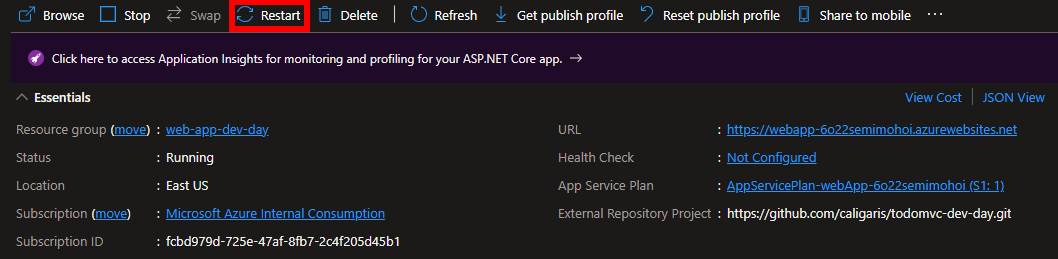 Browse Stop Swap Restart Delete Refresh Get publish profile Reset publish profile Share to mobile ...
Click here to access Application Insights for monitoring and profiling for your ASP.NET Core app. →
Essentials View Cost JSON View
Resource group (move) : web-app-dev-day URL : https://webapp-6o22semimohoi.azurewebsites.net
Status : Running Health Check : Not Configured
Location : East US App Service Plan : AppServicePlan-webApp-6o22semimohoi (S1: 1)
Subscription (move) : Microsoft Azure Internal Consumption External Repository Project : https://github.com/caligaris/todomvc-dev-day.git
Subscription ID : fcbd979d-725e-47af-8fb7-2c4f205d45b1